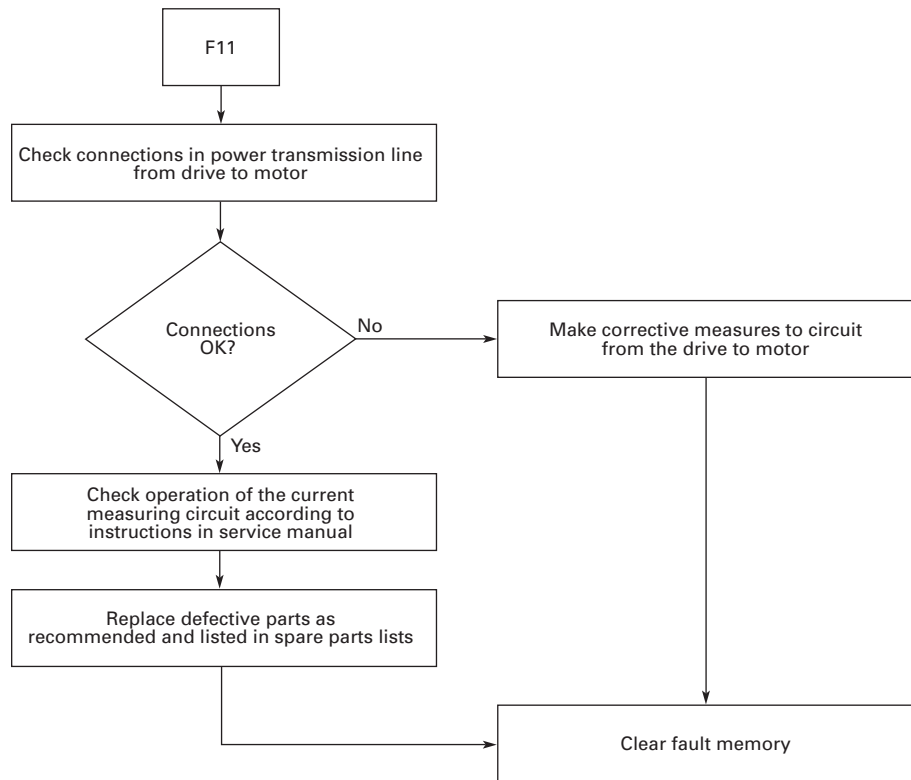 F11
Check connections in power transmission line
from drive to motor
Connections
OK?
No
Make corrective measures to circuit
from the drive to motor
Yes
Check operation of the current
measuring circuit according to
instructions in service manual
Replace defective parts as
recommended and listed in spare parts lists
Clear fault memory